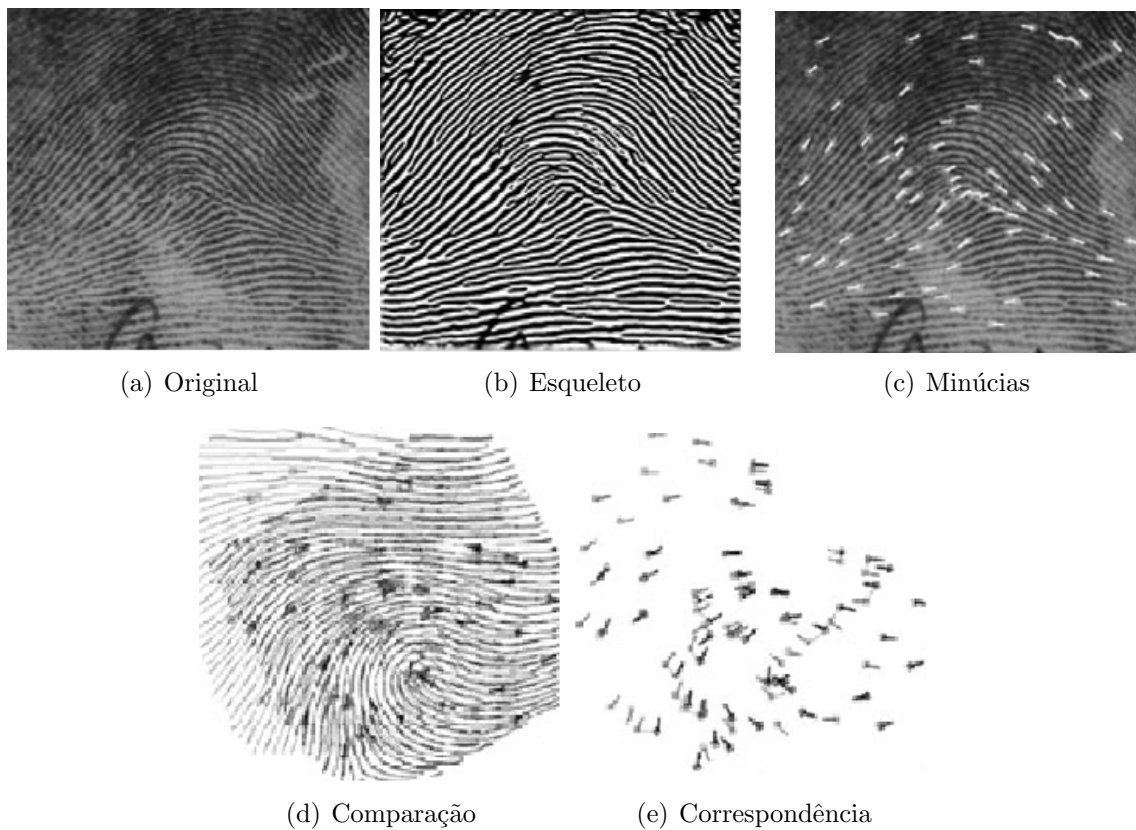 (a) Original
(b) Esqueleto
(c) Minúcias
(d) Comparação
(e) Correspondência